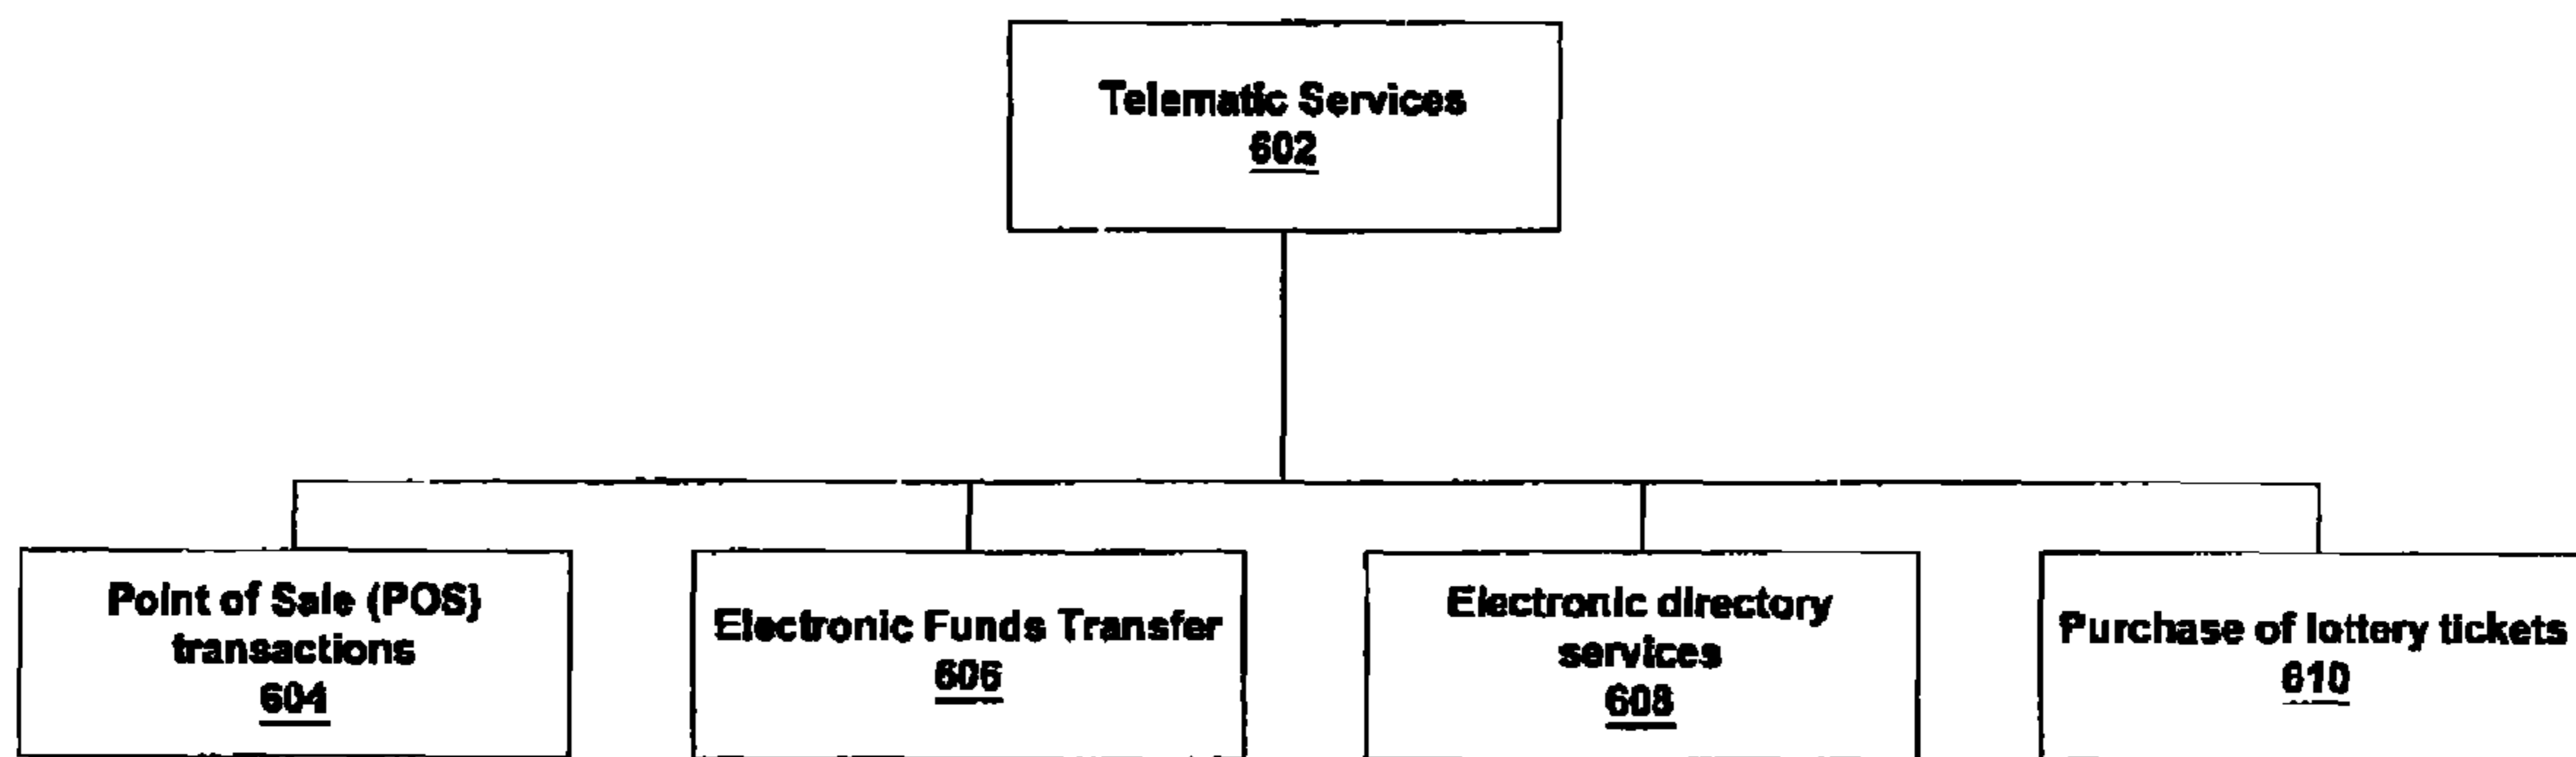 Telematic Services
602
Point of Sale (POS)
transactions
604
Electronic Funds Transfer
606
Electronic directory
services
608
Purchase of lottery tickets
610